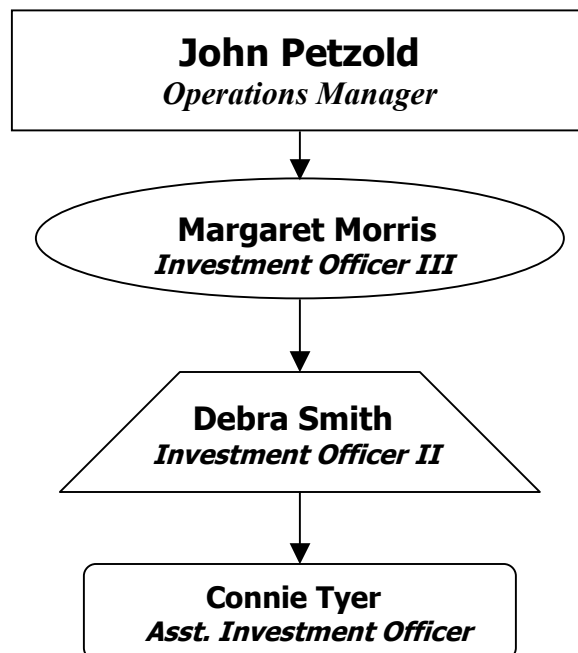 John Petzold
Operations Manager
Margaret Morris
Investment Officer III
Debra Smith
Investment Officer II
Connie Tyer
Asst. Investment Officer